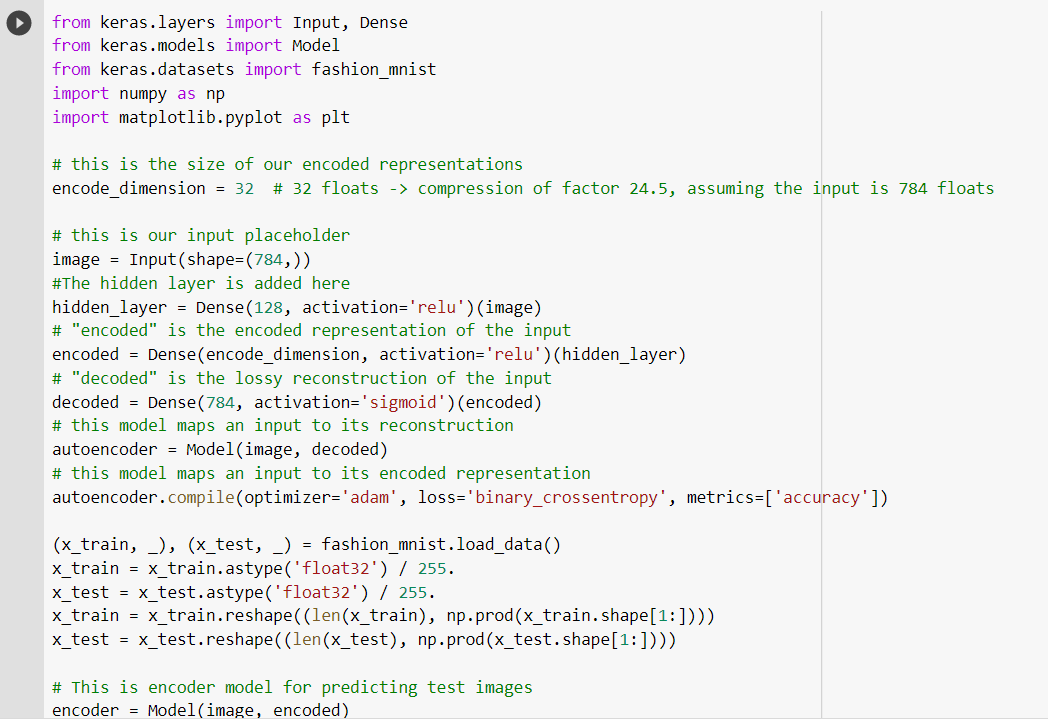 from keras.layers import Input, Dense
from keras.models import Model
from keras.datasets import fashion_mnist
import numpy as np
import matplotlib.pyplot as plt
# this is the size of our encoded representations
encode_dimension = 32  # 32 floats -> compression of factor 24.5, assuming the input is 784 floats
# this is our input placeholder
image = Input(shape=(784,))
#The hidden layer is added here
hidden_layer = Dense(128, activation='relu')(image)
# "encoded" is the encoded representation of the input
encoded = Dense(encode_dimension, activation='relu')(hidden_layer)
# "decoded" is the lossy reconstruction of the input
decoded = Dense(784, activation='sigmoid')(encoded)
# this model maps an input to its reconstruction
autoencoder = Model(image, decoded)
# this model maps an input to its encoded representation
autoencoder.compile(optimizer='adam', loss='binary_crossentropy', metrics=['accuracy'])
(x_train, _), (x_test, _) = fashion_mnist.load_data()
x_train = x_train.astype('float32') / 255.
x_test = x_test.astype('float32') / 255.
x_train = x_train.reshape((len(x_train), np.prod(x_train.shape[1:])))
x_test = x_test.reshape((len(x_test), np.prod(x_test.shape[1:])))
# This is encoder model for predicting test images
encoder = Model(image, encoded)